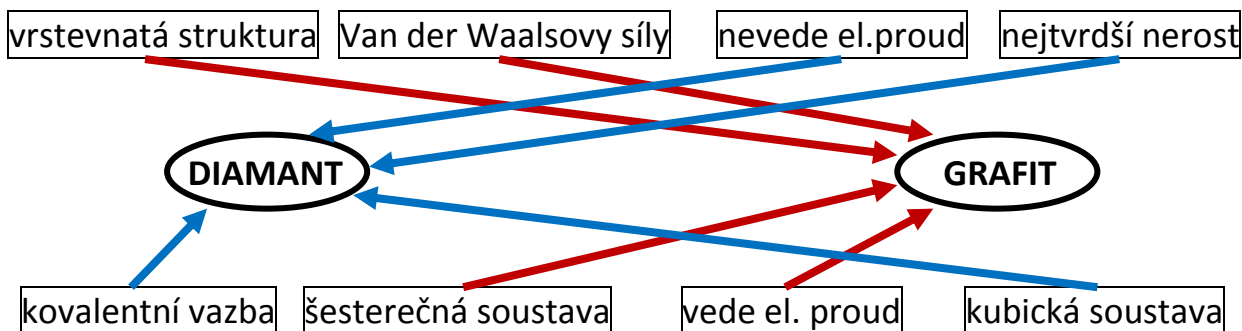 vrstevnatá struktura Van der Waalsovy síly nevede el.proud nejtvrdší nerost
DIAMANT GRAFIT
kovalentní vazba šesterečná soustava vede el. proud kubická soustava